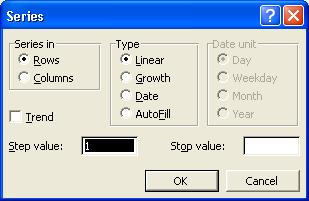 Series
Series in
Rows
Columns
Trend
Type
Linear
Growth
Date
AutoFill
Date unit
Day
Weekday
Month
Year
Step value: 1
Stop value:
OK
Cancel